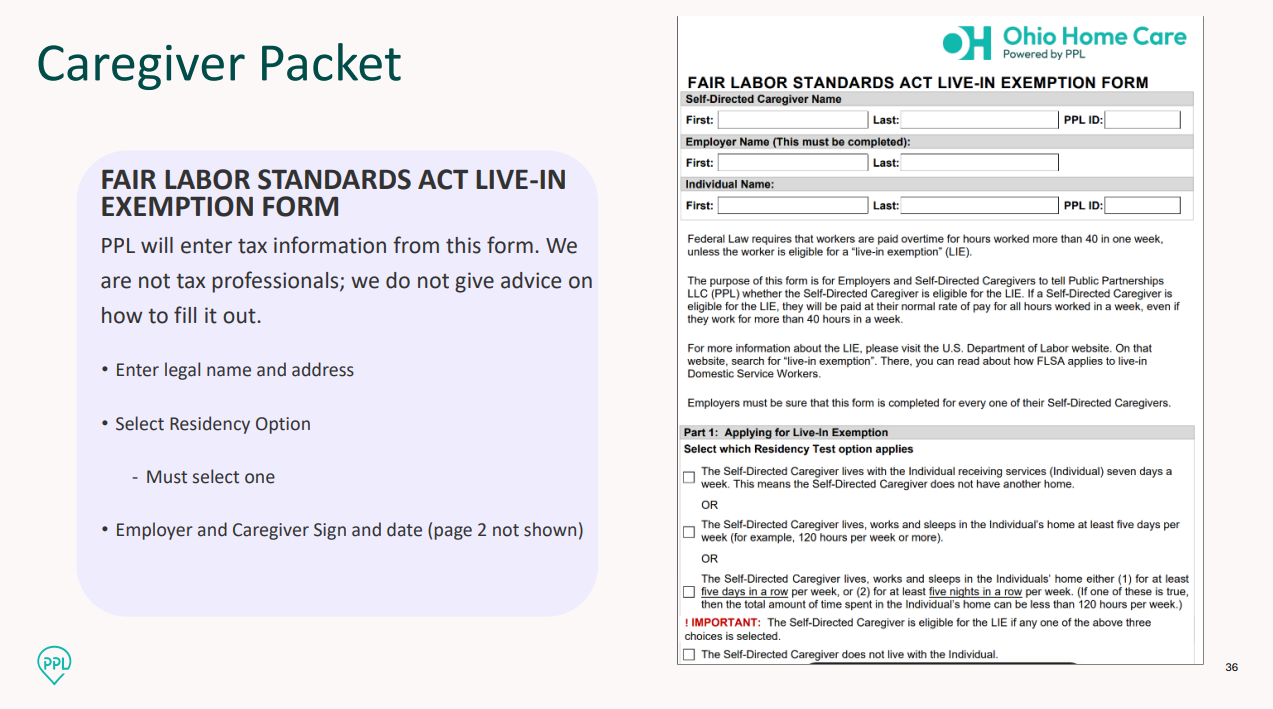 Caregiver Packet
FAIR LABOR STANDARDS ACT LIVE-IN
EXEMPTION FORM
PPL will enter tax information from this form. We
are not tax professionals; we do not give advice on
how to fill it out.
• Enter legal name and address
• Select Residency Option
- Must select one
• Employer and Caregiver Sign and date (page 2 not shown)
PPL
OH Ohio Home Care
Powered by PPL
FAIR LABOR STANDARDS ACT LIVE-IN EXEMPTION FORM
Self-Directed Caregiver Name
First: Last: PPL ID:
Employer Name (This must be completed):
First: Last:
Individual Name:
First: Last: PPL ID:
Federal Law requires that workers are paid overtime for hours worked more than 40 in one week,
unless the worker is eligible for a “live-in exemption” (LIE).
The purpose of this form is for Employers and Self-Directed Caregivers to tell Public Partnerships
LLC (PPL) whether the Self-Directed Caregiver is eligible for the LIE. If a Self-Directed Caregiver is
eligible for the LIE, they will be paid at their normal rate of pay for all hours worked in a week, even if
they work for more than 40 hours in a week.
For more information about the LIE, please visit the U.S. Department of Labor website. On that
website, search for “live-in exemption”. There, you can read about how FLSA applies to live-in
Domestic Service Workers.
Employers must be sure that this form is completed for every one of their Self-Directed Caregivers.
Part 1: Applying for Live-In Exemption
Select which Residency Test option applies
The Self-Directed Caregiver lives with the Individual receiving services (Individual) seven days a
week. This means the Self-Directed Caregiver does not have another home.
OR
The Self-Directed Caregiver lives, works and sleeps in the Individual’s home at least five days per
week (for example, 120 hours per week or more).
OR
The Self-Directed Caregiver lives, works and sleeps in the Individuals’ home either (1) for at least
five days in a row per week, or (2) for at least five nights in a row per week. (If one of these is true,
then the total amount of time spent in the Individual’s home can be less than 120 hours per week.)
! IMPORTANT: The Self-Directed Caregiver is eligible for the LIE if any one of the above three
choices is selected.
The Self-Directed Caregiver does not live with the Individual.
36